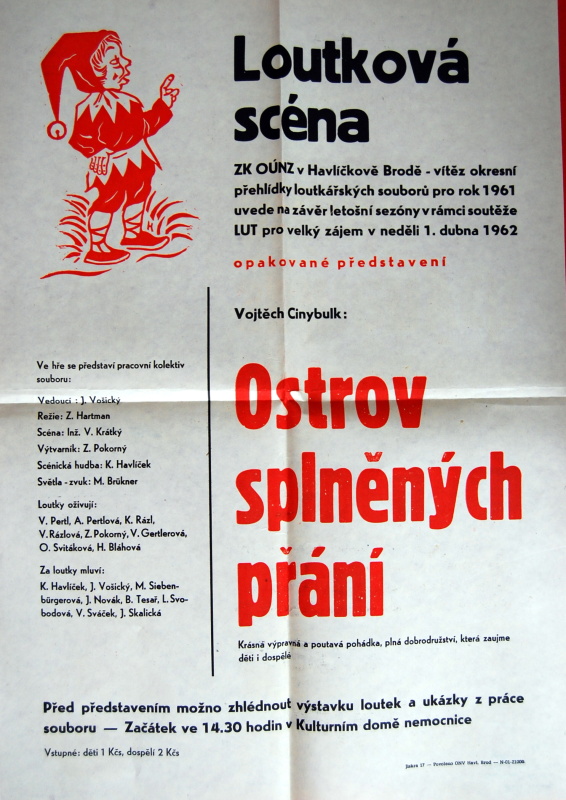 Loutková
scéna
ZK OÚNZ v Havlíčkově Brodě - vítěz okresní
přehlídky loutkářských souborů pro rok 1961
uvede na závěr letošní sezóny v rámci soutěže
LUT pro velký zájem v neděli 1. dubna 1962
opakované představení
Vojtěch Cinybulk:
Ostrov
splněných
přání
Krásná výpravná a poutavá pohádka, plná dobrodružství, která zaujme
děti i dospělé
Ve hře se představí pracovní kolektiv
souboru:
Vedoucí : J. Vošický
Režie: Z. Hartman
Scéna: Inž. V. Krátký
Výtvarník: Z. Pokorný
Scénická hudba: K. Havlíček
Světla - zvuk: M. Brükner
Loutky oživují:
V. Pertl, A. Pertlová, K. Rázl,
V. Rázlová, Z. Pokorný, V. Gertlerová,
O. Svitáková, H. Bláhová
Za loutky mluví:
K. Havlíček, J. Vošický, M. Sieben-
bürgerová, J. Novák, B. Tesař, L. Svo-
bodová, V. Sváček, J. Skalická
Před představením možno zhlédnout výstavku loutek a ukázky z práce
souboru — Začátek ve 14.30 hodin v Kulturním domě nemocnice
Vstupné: děti 1 Kčs, dospělí 2 Kčs
17 — Povoleno ONV Havl. Brod —